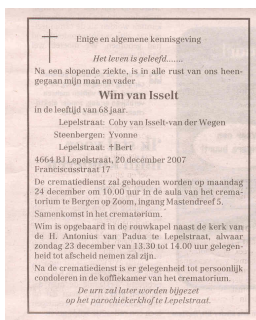 Enige en algemene kennisgeving
Het leven is geleefd.......
Na een slopende ziekte, is in alle rust van ons heen-
gegaan mijn man en vader
Wim van Isselt
in de leeftijd van 68 jaar.
Lepelstraat: Coby van Isselt-van der Wegen
Steenbergen: Yvonne
Lepelstraat: ✝ Bert
4664 BJ Lepelstraat, 20 december 2007
Franciscusstraat 17
De crematiedienst zal gehouden worden op maandag
24 december om 10.00 uur in de aula van het crema-
torium te Bergen op Zoom, ingang Mastendreef 5.
Samenkomst in het crematorium.
Wim is opgebaard in de rouwkapel naast de kerk van
de H. Antonius van Padua te Lepelstraat, alwaar
zondag 23 december van 13.30 tot 14.00 uur gelegen-
heid tot afscheid nemen zal zijn.
Na de crematiedienst is er gelegenheid tot persoonlijk
condoleren in de koffiekamer van het crematorium.
De urn zal later worden bijgezet
op het parochiekerkhof te Lepelstraat.